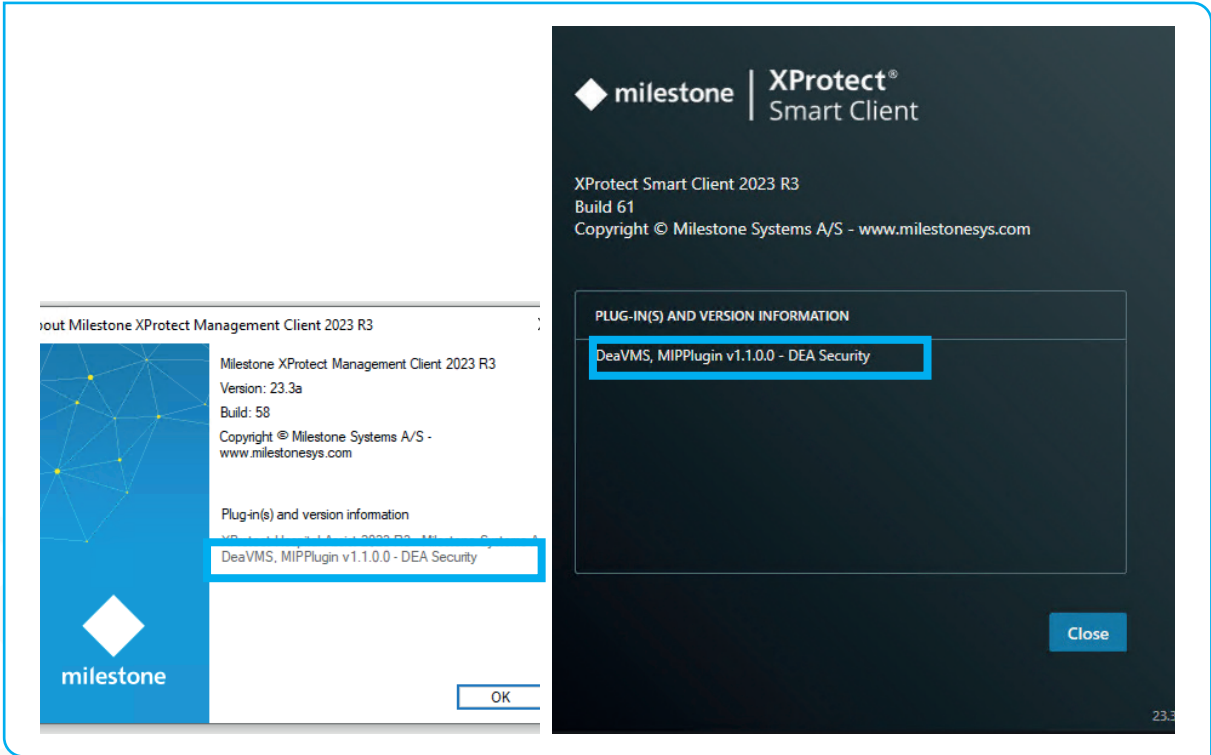 bout Milestone XProtect Management Client 2023 R3
Milestone XProtect Management Client 2023 R3
Version: 23.3a
Build: 58
Copyright © Milestone Systems A/S -
www.milestonesys.com
Plug-in(s) and version information
DeaVMS, MIPPlugin v1.1.0.0 - DEA Security
milestone
OK
milestone
XProtect®
Smart Client
XProtect Smart Client 2023 R3
Build 61
Copyright © Milestone Systems A/S - www.milestonesys.com
PLUG-IN(S) AND VERSION INFORMATION
DeaVMS, MIPPlugin v1.1.0.0 - DEA Security
Close
23.3